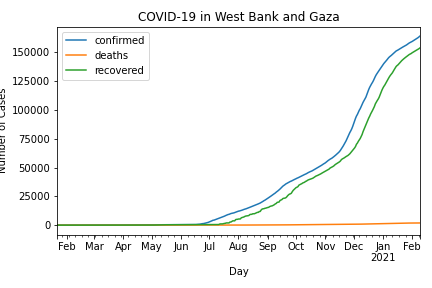 COVID-19 in West Bank and Gaza
confirmed
deaths
recovered
150000
125000
100000
75000
50000
25000
0
Number of Cases
Feb Mar Apr May Jun Jul Aug Sep Oct Nov Dec Jan Feb
2021
Day